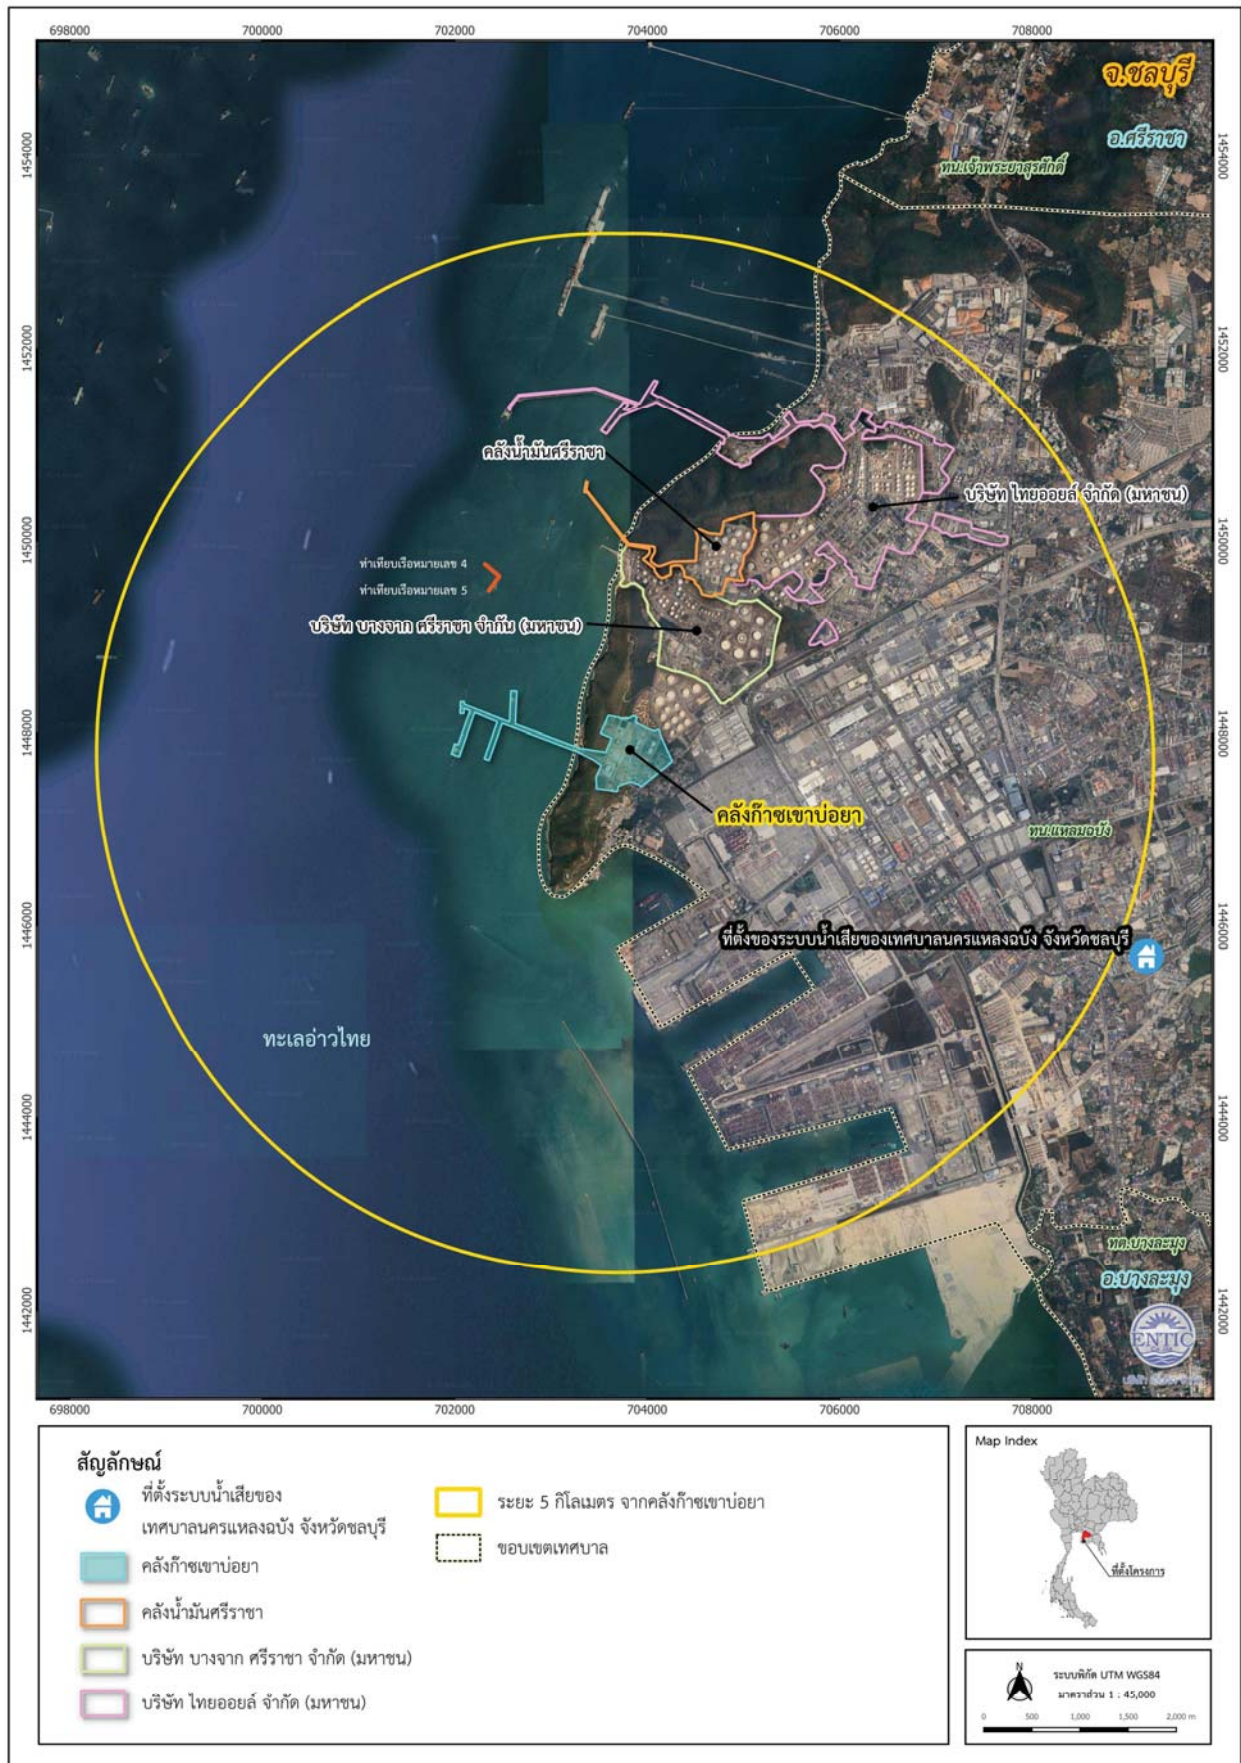 698000 700000 702000 704000 706000 708000
จ.ชลบุรี
อ.ศรีราชา
ทน.เจ้าพระยาสุรศักดิ์
1454000
1454000
1452000
1452000
คลังน้ำมันศรีราชา
บริษัท ไทยออยล์ จำกัด (มหาชน)
1450000
1450000
ท่าเทียบเรือหมายเลข 4
ท่าเทียบเรือหมายเลข 5
บริษัท บางจาก ศรีราชา จำกัน (มหาชน)
1448000
1448000
คลังก๊าซเขาบ่อยา
ทน.แหลมฉบัง
1446000
1446000
ที่ตั้งของระบบน้ำเสียของเทศบาลนครแหลงฉบัง จังหวัดชลบุรี
ทะเลอ่าวไทย
1444000
1444000
ทต.บางละมุง
อ.บางละมุง
1442000
1442000
ENTIC
698000 700000 702000 704000 706000 708000
สัญลักษณ์
ที่ตั้งระบบน้ำเสียของ
เทศบาลนครแหลงฉบัง จังหวัดชลบุรี
คลังก๊าซเขาบ่อยา
คลังน้ำมันศรีราชา
บริษัท บางจาก ศรีราชา จำกัด (มหาชน)
บริษัท ไทยออยล์ จำกัด (มหาชน)
ระยะ 5 กิโลเมตร จากคลังก๊าซเขาบ่อยา
ขอบเขตเทศบาล
Map Index
ที่ตั้งโครงการ
N
ระบบพิกัด UTM WGS84
มาตราส่วน 1 : 45,000
0 500 1,000 1,500 2,000 m